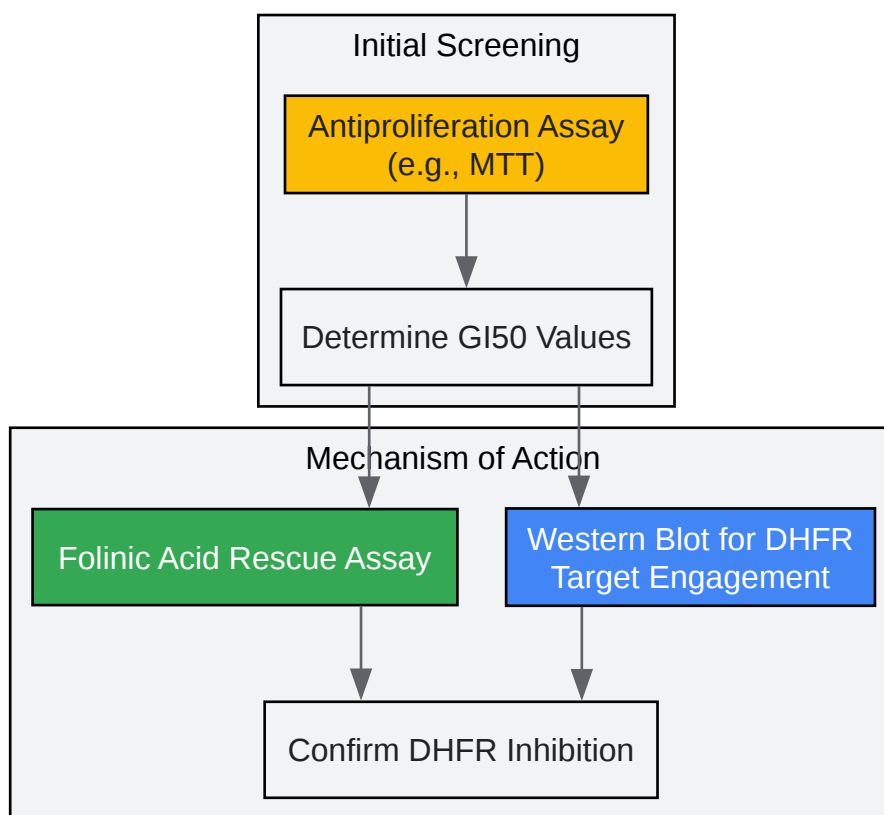 Initial Screening
Antiproliferation Assay
(e.g., MTT)
Determine GI50 Values
Mechanism of Action
Folinic Acid Rescue Assay
Western Blot for DHFR
Target Engagement
Confirm DHFR Inhibition